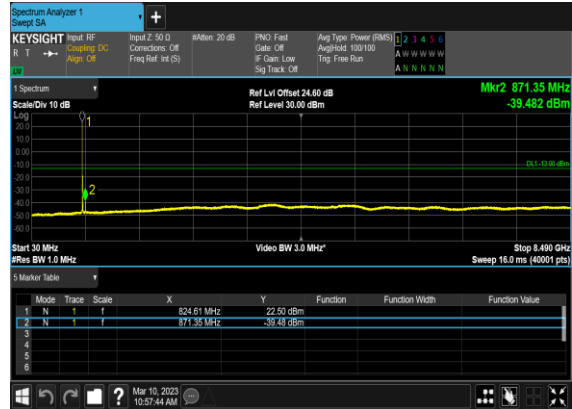 Spectrum Analyzer 1
Swept SA
+
KEYSIGHT Input: RF Input Z: 50 Ω #Atten: 20 dB PNO: Fast Avg Type: Power (RMS) 1 2 3 4 5 6
R T Coupling: DC Corrections: Off Gate: Off Avg|Hold: 100/100 A W W W W W
Align: Off Freq Ref: Int (S) IF Gain: Low Trig: Free Run
Sig Track: Off A N N N N N
1 Spectrum Ref Lvl Offset 24.60 dB Mkr2 871.35 MHz
Scale/Div 10 dB Ref Level 30.00 dBm -39.482 dBm
Log
1
20.0
10.0
0.00
-10.0 DL1 -13.00 dBm
-20.0
-30.0 2
-40.0
-50.0
-60.0
Start 30 MHz Video BW 3.0 MHz* Stop 8.490 GHz
#Res BW 1.0 MHz Sweep 16.0 ms (40001 pts)
5 Marker Table
Mode Trace Scale X Y Function Function Width Function Value
1 N 1 f 824.61 MHz 22.50 dBm
2 N 1 f 871.35 MHz -39.48 dBm
3
4
5
6
? Mar 10, 2023
10:57:44 AM